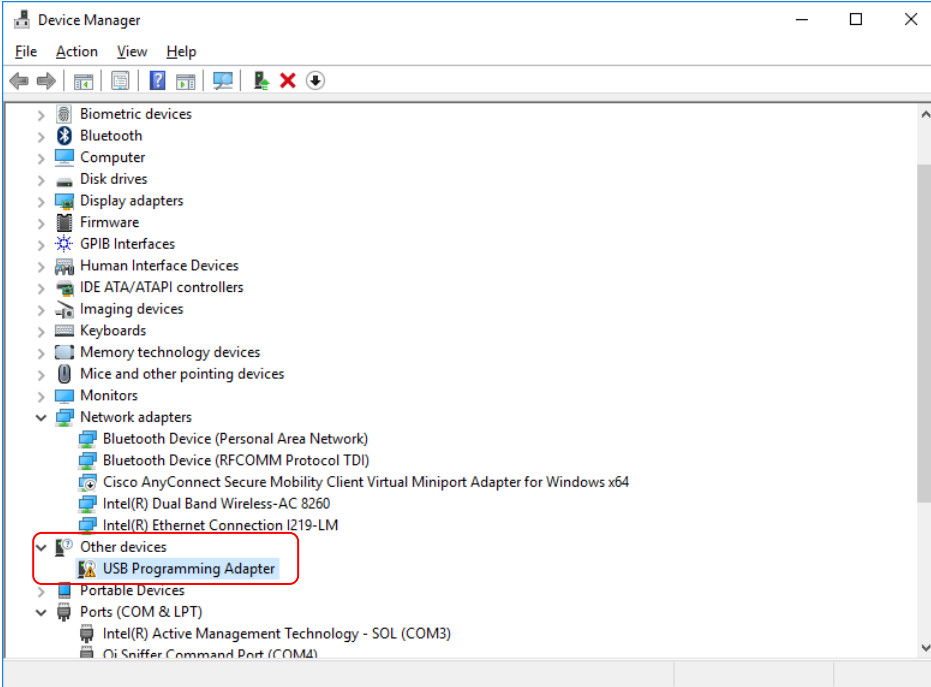 Device Manager
File Action View Help
Biometric devices
Bluetooth
Computer
Disk drives
Display adapters
Firmware
GPIB Interfaces
Human Interface Devices
IDE ATA/ATAPI controllers
Imaging devices
Keyboards
Memory technology devices
Mice and other pointing devices
Monitors
Network adapters
Bluetooth Device (Personal Area Network)
Bluetooth Device (RFCOMM Protocol TDI)
Cisco AnyConnect Secure Mobility Client Virtual Miniport Adapter for Windows x64
Intel(R) Dual Band Wireless-AC 8260
Intel(R) Ethernet Connection I219-LM
Other devices
USB Programming Adapter
Portable Devices
Ports (COM & LPT)
Intel(R) Active Management Technology - SOL (COM3)
Qi Sniffer Command Port (COM4)